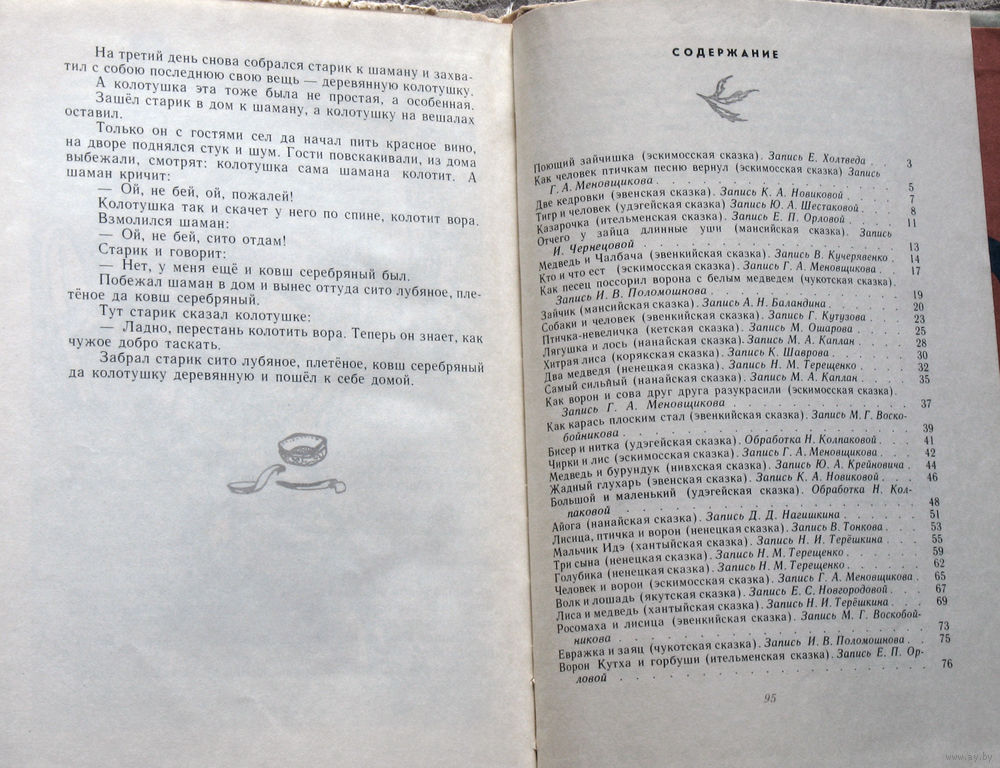 На третий день снова собрался старик к шаману и захва-
тил с собою последнюю свою вещь — деревянную колотушку.
А колотушка эта тоже была не простая, а особенная.
Зашёл старик в дом к шаману, а колотушку на вешалах
оставил.
Только он с гостями сел да начал пить красное вино,
на дворе поднялся стук и шум. Гости повскакивали, из дома
выбежали, смотрят: колотушка сама шамана колотит. А
шаман кричит:
— Ой, не бей, ой, пожалей!
Колотушка так и скачет у него по спине, колотит вора.
Взмолился шаман:
— Ой, не бей, сито отдам!
Старик и говорит:
— Нет, у меня ещё и ковш серебряный был.
Побежал шаман в дом и вынес оттуда сито лубяное, пле-
тёное да ковш серебряный.
Тут старик сказал колотушке:
— Ладно, перестань колотить вора. Теперь он знает, как
чужое добро таскать.
Забрал старик сито лубяное, плетёное, ковш серебряный
да колотушку деревянную и пошёл к себе домой.
СОДЕРЖАНИЕ
Поющий зайчишка (эскимосская сказка). Запись Е. Холтведа . . 3
Как человек птичкам песню вернул (эскимосская сказка) Запись
Г. А. Меновщикова . . . . . . . . . . . . 5
Две кедровки (эвенская сказка). Запись К. А. Новиковой . . . 7
Тигр и человек (удэгейская сказка) Запись Ю. А. Шестаковой . . 8
Казарочка (ительменская сказка). Запись Е. П. Орловой . . . 11
Отчего у зайца длинные уши (мансийская сказка). Запись
И. Чернецовой . . . . . . . . . . . . . 13
Медведь и Чалбача (эвенкийская сказка). Запись В. Кучерявенко . 14
Кто и что ест (эскимосская сказка). Запись Г. А. Меновщикова . . 17
Как песец поссорил ворона с белым медведем (чукотская сказка).
Запись И. В. Поломошнова . . . . . . . . . . 19
Зайчик (мансийская сказка). Запись А. Н. Баландина . . . . 20
Собаки и человек (эвенкийская сказка). Запись Г. Кутузова . . . 23
Птичка-невеличка (кетская сказка). Запись М. Ошарова . . . 25
Лягушка и лось (нанайская сказка). Запись М. А. Каплан . . . 28
Хитрая лиса (корякская сказка). Запись К. Шаврова . . . . 30
Два медведя (ненецкая сказка). Запись Н. М. Терещенко . . . 32
Самый сильный (нанайская сказка). Запись М. А. Каплан . . . 35
Как ворон и сова друг друга разукрасили (эскимосская сказка).
Запись Г. А. Меновщикова . . . . . . . . . . 37
Как карась плоским стал (эвенкийская сказка). Запись М. Г. Воско-
бойникова . . . . . . . . . . . . . . 39
Бисер и нитка (удэгейская сказка). Обработка Н. Колпаковой . . 41
Чирки и лис (эскимосская сказка). Запись Г. А. Меновщикова . . 42
Медведь и бурундук (нивхская сказка). Запись Ю. А. Крейновича . 44
Жадный глухарь (эвенская сказка). Запись К. А. Новиковой . . . 46
Большой и маленький (удэгейская сказка). Обработка Н. Кол-
паковой . . . . . . . . . . . . . . 48
Айога (нанайская сказка). Запись Д. Д. Нагишкина . . . . 51
Лисица, птичка и ворон (ненецкая сказка). Запись В. Тонкова . . . 53
Мальчик Идэ (хантыйская сказка). Запись Н. И. Терёшкина . . . 55
Три сына (ненецкая сказка). Запись Н. М. Терещенко . . . . 59
Голубика (ненецкая сказка). Запись Н. М. Терещенко . . . . 62
Человек и ворон (эскимосская сказка). Запись Г. А. Меновщикова . 65
Волк и лошадь (якутская сказка). Запись Е. С. Новгородовой . . 67
Лиса и медведь (хантыйская сказка). Запись Н. И. Терёшкина . . . 69
Росомаха и лисица (эвенкийская сказка). Запись М. Г. Воскобой-
никова . . . . . . . . . . . . . . 73
Евражка и заяц (чукотская сказка). Запись И. В. Поломошнова . . 75
Ворон Кутха и горбуши (ительменская сказка). Запись Е. П. Ор-
ловой . . . . . . . . . . . . . . . 76
95
www.ay.by